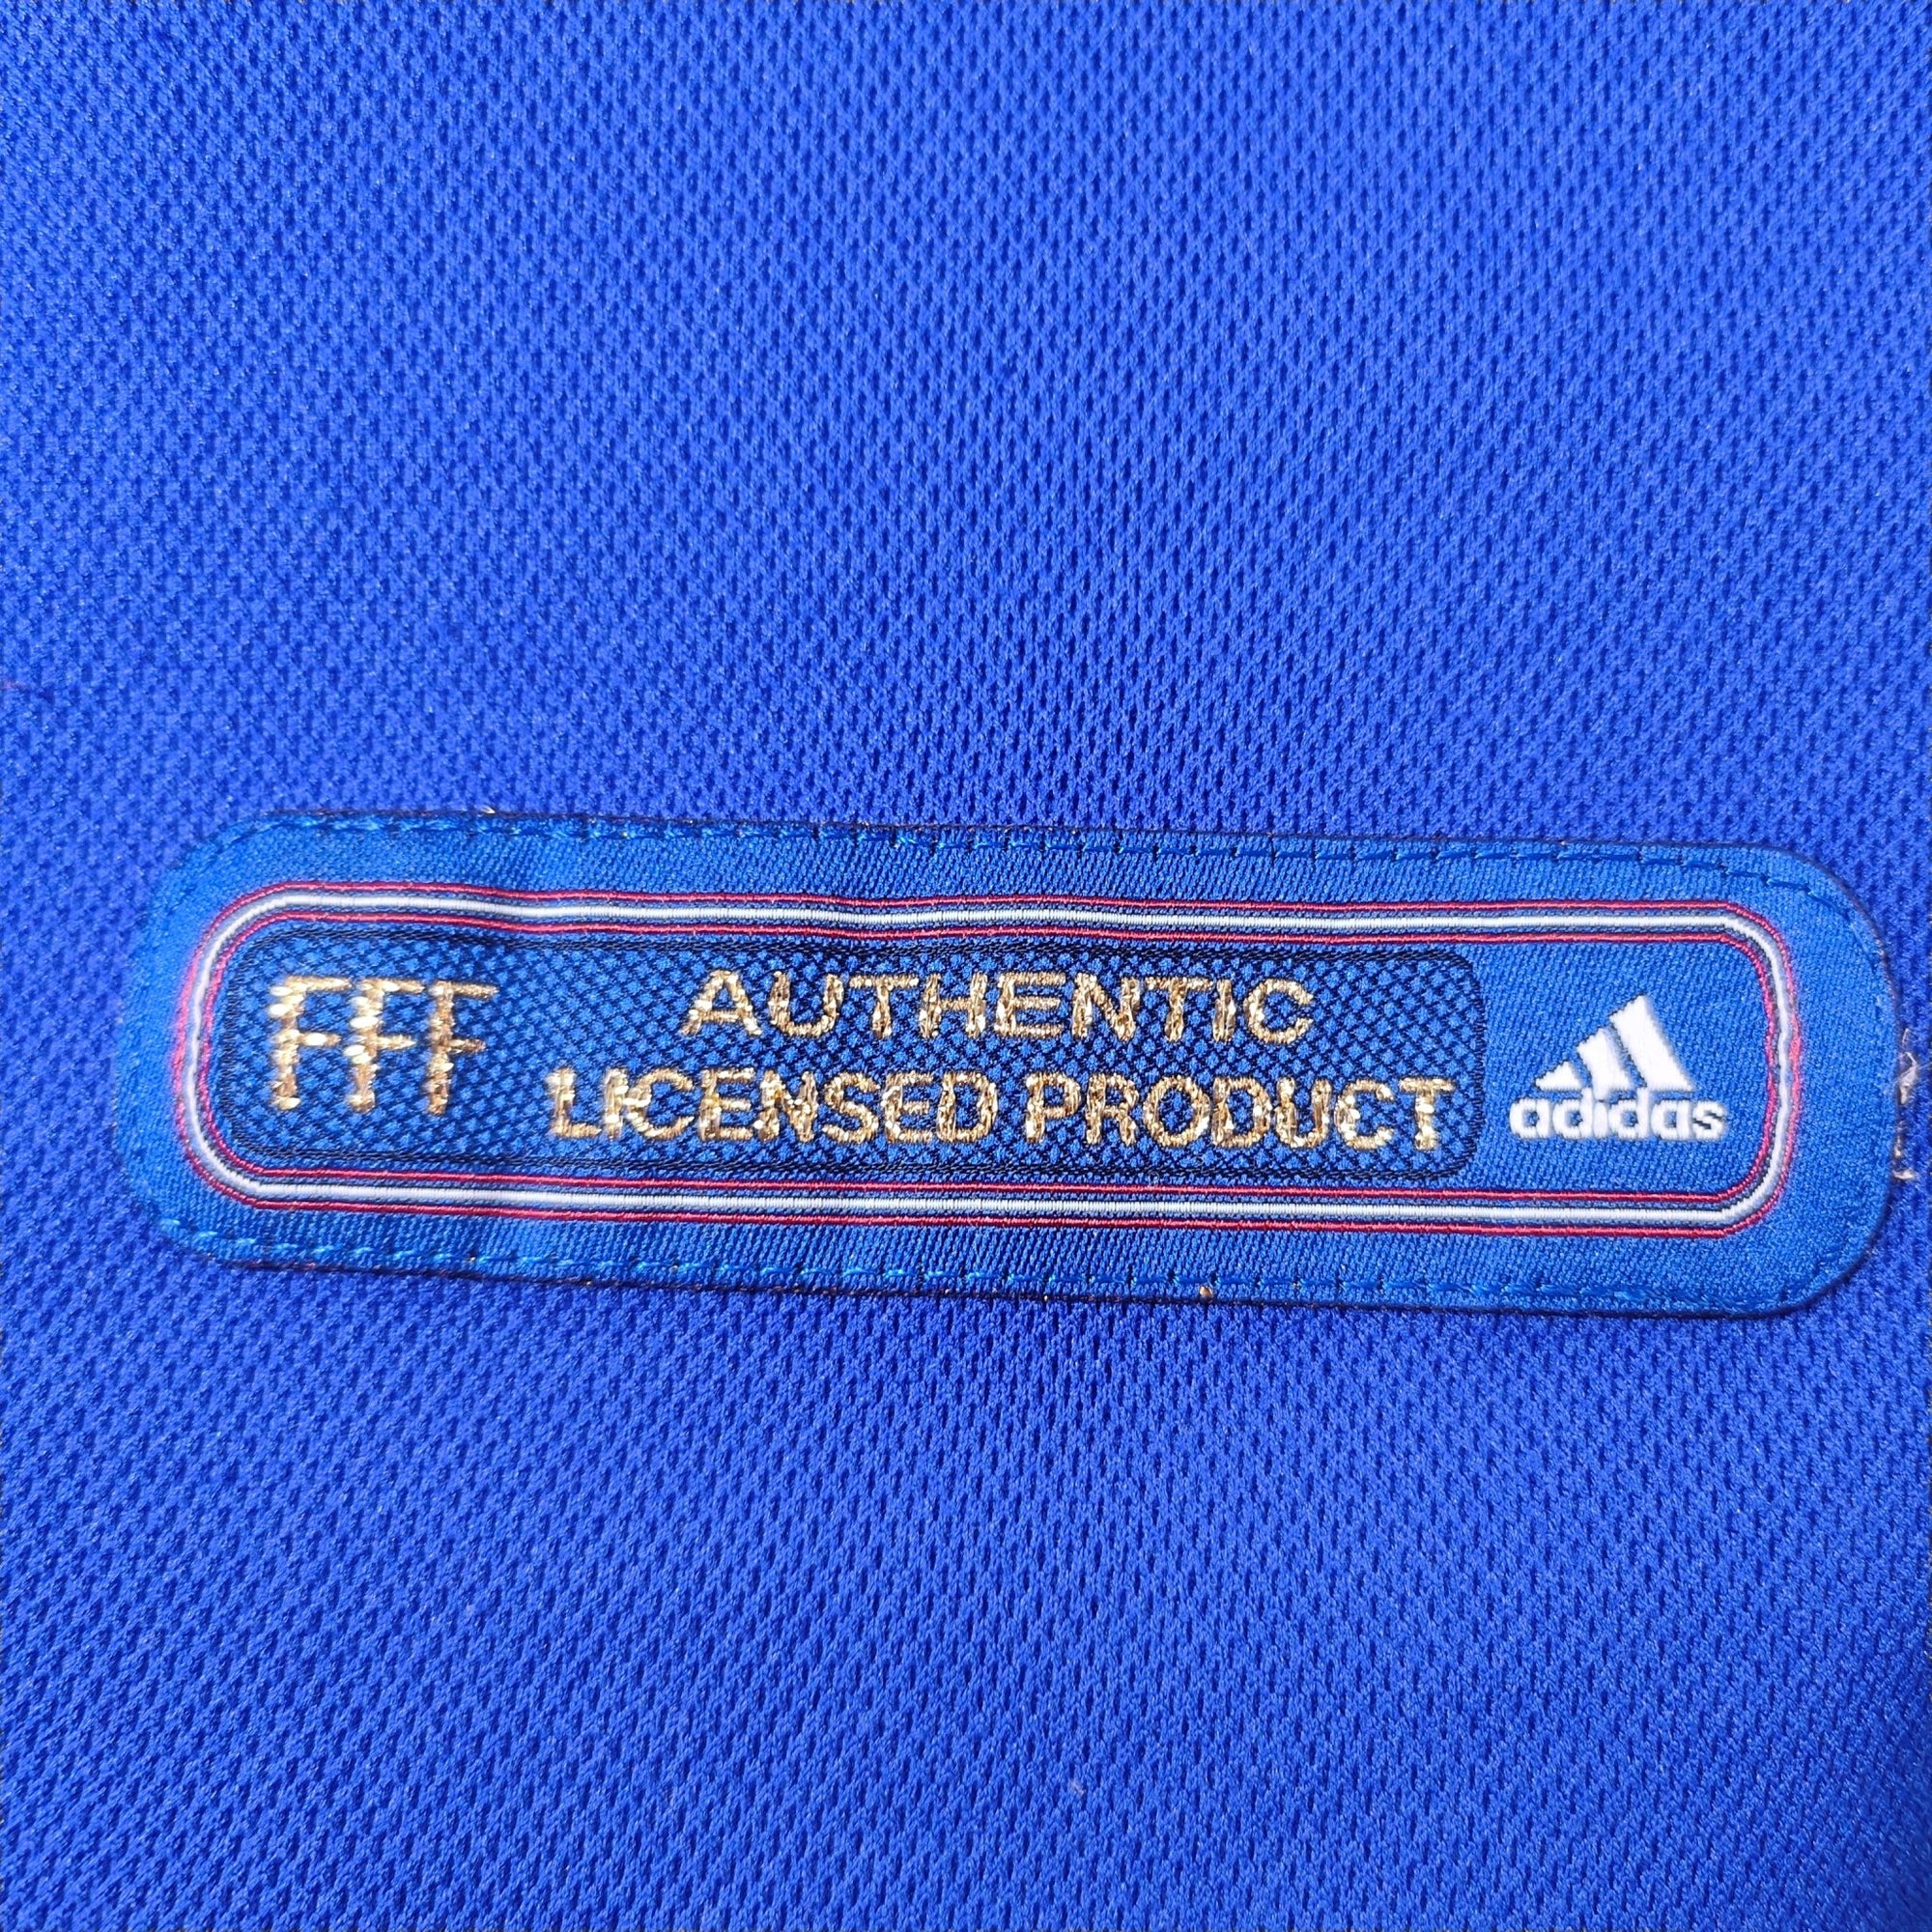 FFF
AUTHENTIC
LICENSED PRODUCT
adidas